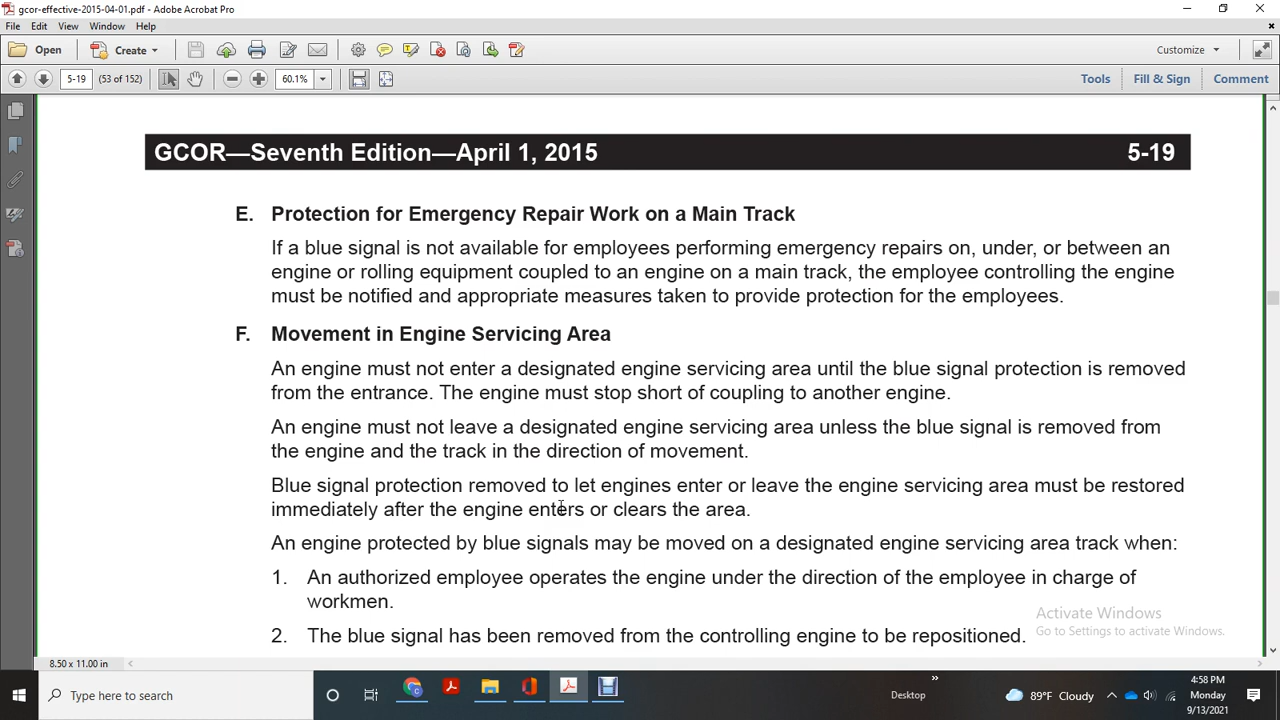 gcor-effective-2015-04-01.pdf - Adobe Acrobat Pro
File Edit View Window Help
Open Create Customize
5-19 (53 of 152) 60.1% Tools Fill & Sign Comment
GCOR—Seventh Edition—April 1, 2015 5-19
E. Protection for Emergency Repair Work on a Main Track
If a blue signal is not available for employees performing emergency repairs on, under, or between an
engine or rolling equipment coupled to an engine on a main track, the employee controlling the engine
must be notified and appropriate measures taken to provide protection for the employees.
F. Movement in Engine Servicing Area
An engine must not enter a designated engine servicing area until the blue signal protection is removed
from the entrance. The engine must stop short of coupling to another engine.
An engine must not leave a designated engine servicing area unless the blue signal is removed from
the engine and the track in the direction of movement.
Blue signal protection removed to let engines enter or leave the engine servicing area must be restored
immediately after the engine enters or clears the area.
An engine protected by blue signals may be moved on a designated engine servicing area track when:
1. An authorized employee operates the engine under the direction of the employee in charge of
workmen.
2. The blue signal has been removed from the controlling engine to be repositioned.
Activate Windows
Go to Settings to activate Windows.
8.50 x 11.00 in
Type here to search
Desktop
89°F Cloudy
4:58 PM
Monday
9/13/2021